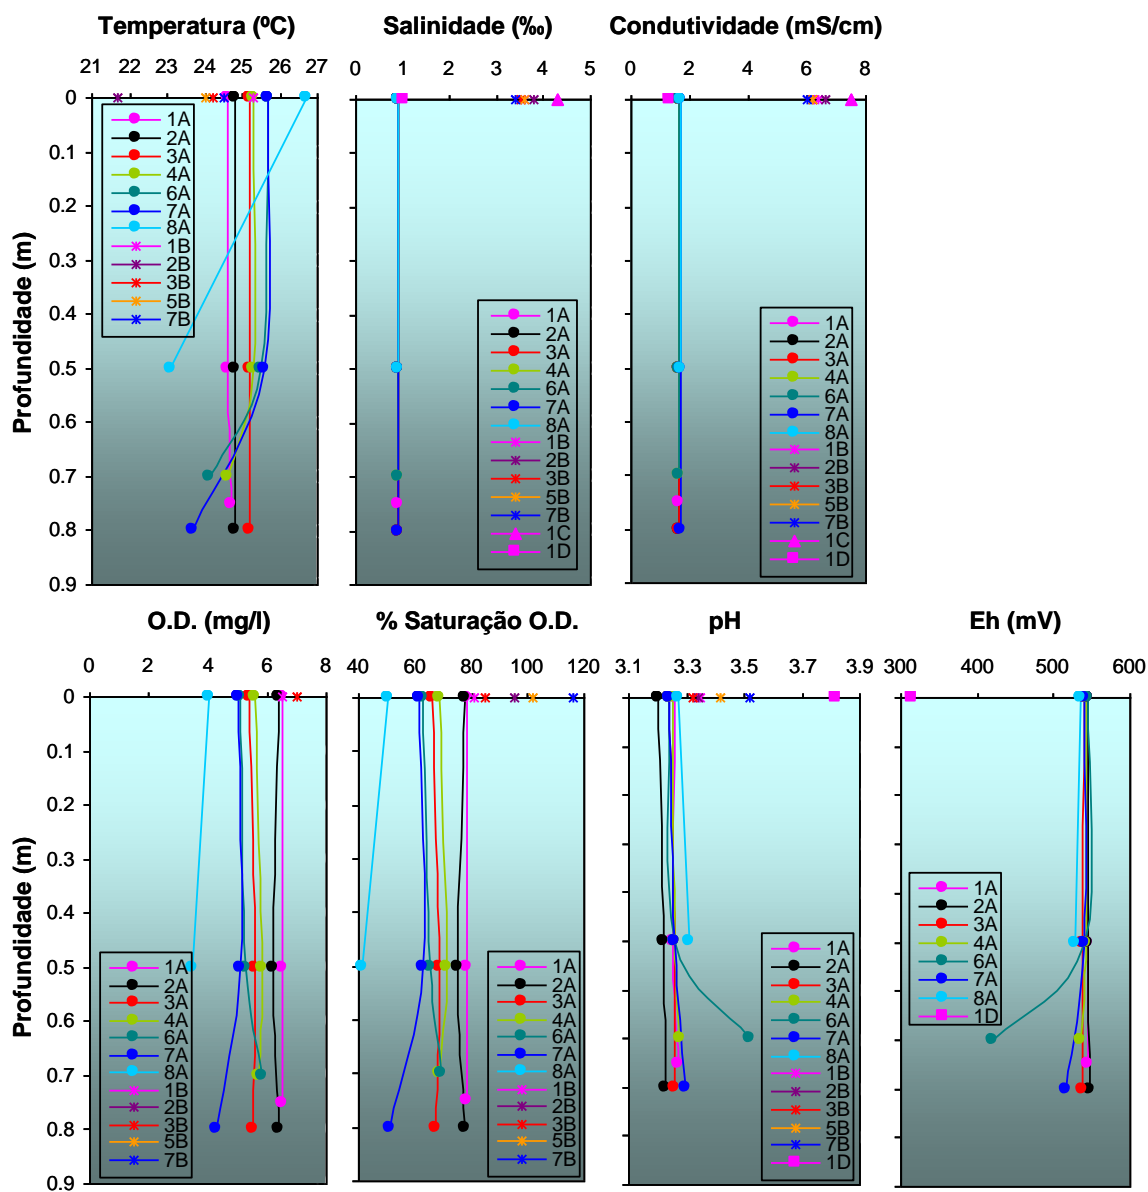 Temperatura (ºC)
Salinidade (‰)
Condutividade (mS/cm)
21 22 23 24 25 26 27
0 1 2 3 4 5
0 2 4 6 8
Profundidade (m)
0
0.1
0.2
0.3
0.4
0.5
0.6
0.7
0.8
0.9
1A
2A
3A
4A
6A
7A
8A
1B
2B
3B
5B
7B
1A
2A
3A
4A
6A
7A
8A
1B
2B
3B
5B
7B
1C
1D
1A
2A
3A
4A
6A
7A
8A
1B
2B
3B
5B
7B
1C
1D
O.D. (mg/l)
% Saturação O.D.
pH
Eh (mV)
0 2 4 6 8
40 60 80 100 120
3.1 3.3 3.5 3.7 3.9
300 400 500 600
Profundidade (m)
0
0.1
0.2
0.3
0.4
0.5
0.6
0.7
0.8
0.9
1A
2A
3A
4A
6A
7A
8A
1B
2B
3B
5B
7B
1A
2A
3A
4A
6A
7A
8A
1B
2B
3B
5B
7B
1A
2A
3A
4A
6A
7A
8A
1B
2B
3B
5B
7B
1D
1A
2A
3A
4A
6A
7A
8A
1D